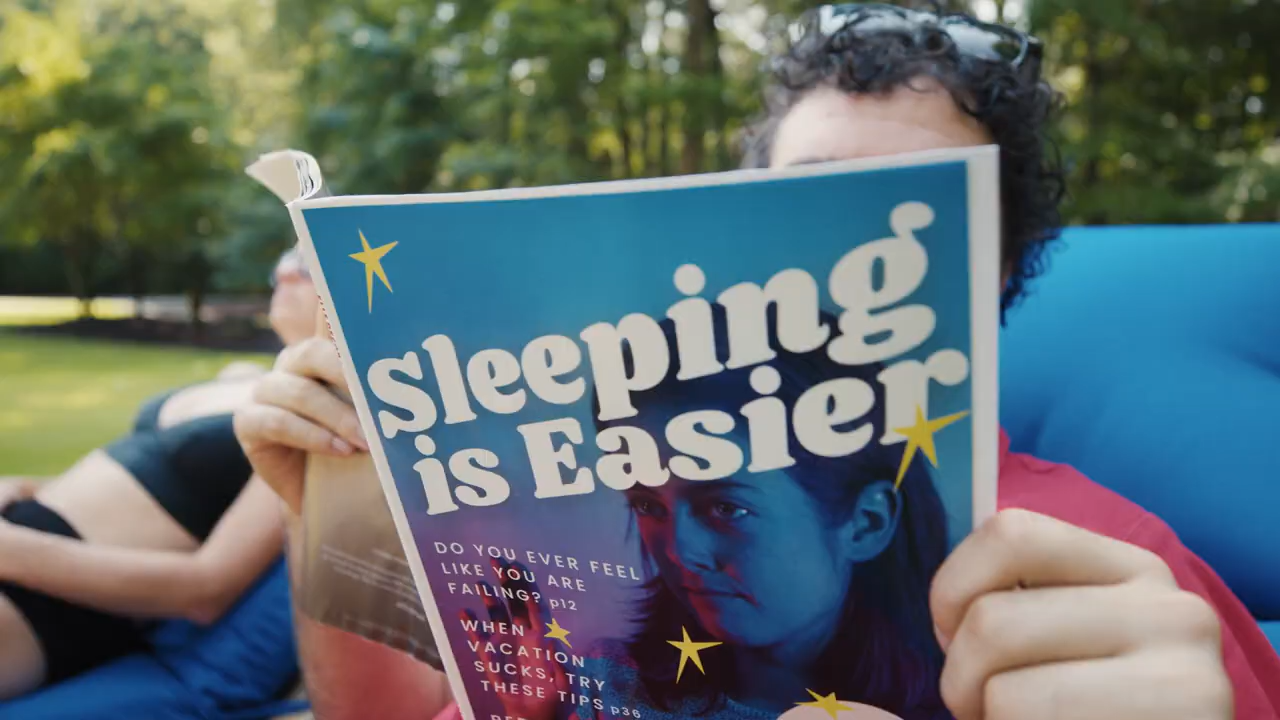 Sleeping
is Easier
DO YOU EVER FEEL
LIKE YOU ARE
FAILING? p12
WHEN
VACATION
SUCKS, TRY
THESE TIPS p36